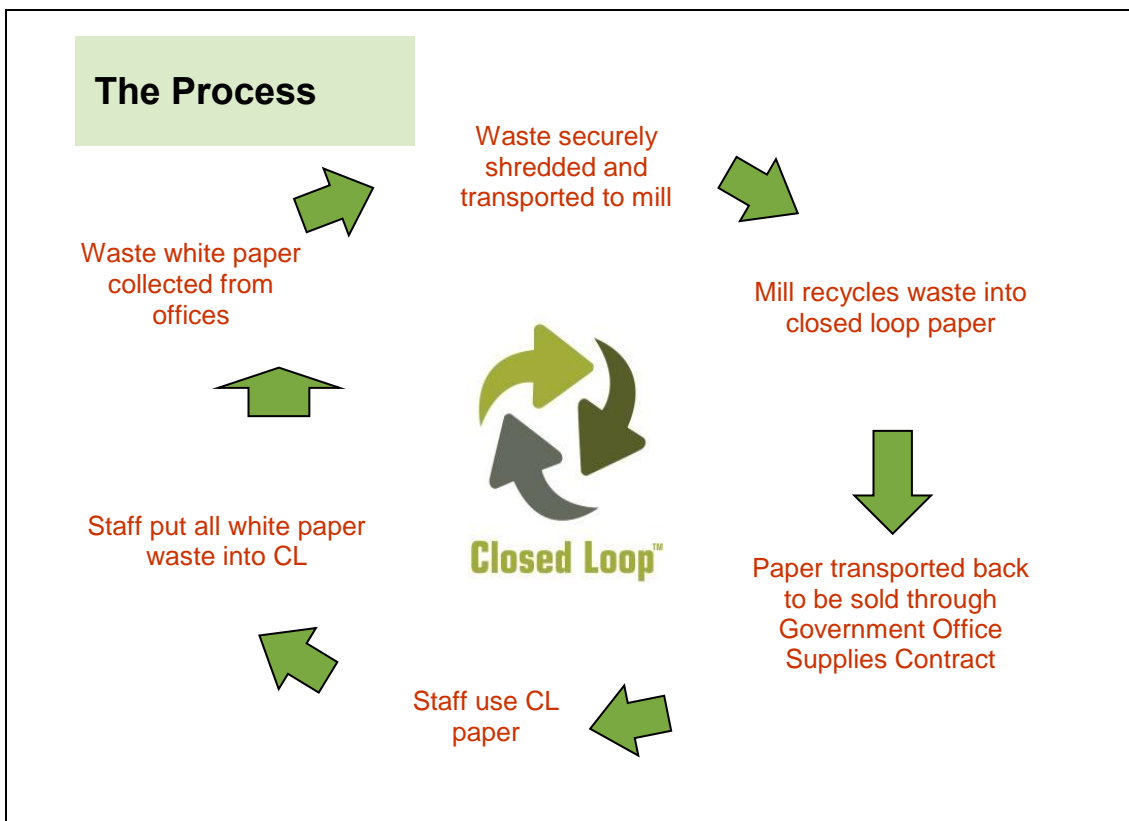 The Process
Waste securely
shredded and
transported to mill
Waste white paper
collected from
offices
Mill recycles waste into
closed loop paper
Staff put all white paper
waste into CL
Closed Loop™
Paper transported back
to be sold through
Government Office
Supplies Contract
Staff use CL
paper